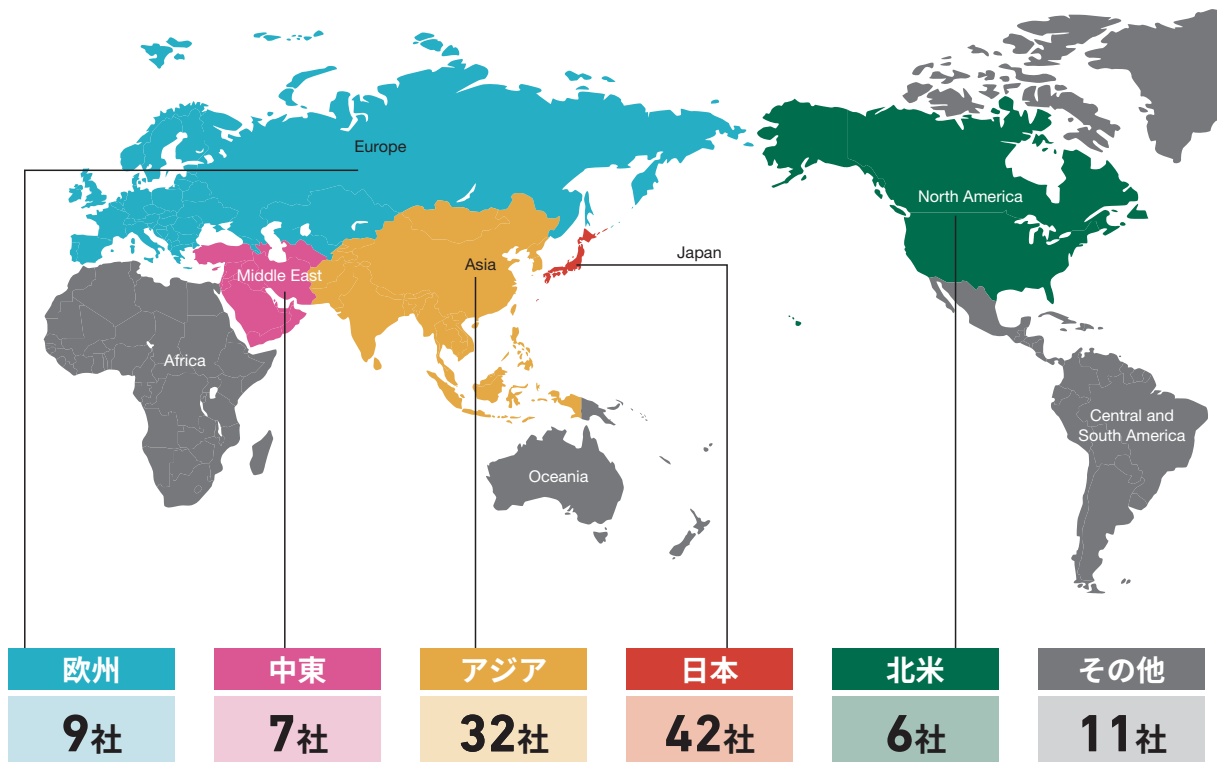 Europe
North America
Japan
Asia
Middle East
Africa
Central and
South America
Oceania
欧州
9社
中東
7社
アジア
32社
日本
42社
北米
6社
その他
11社